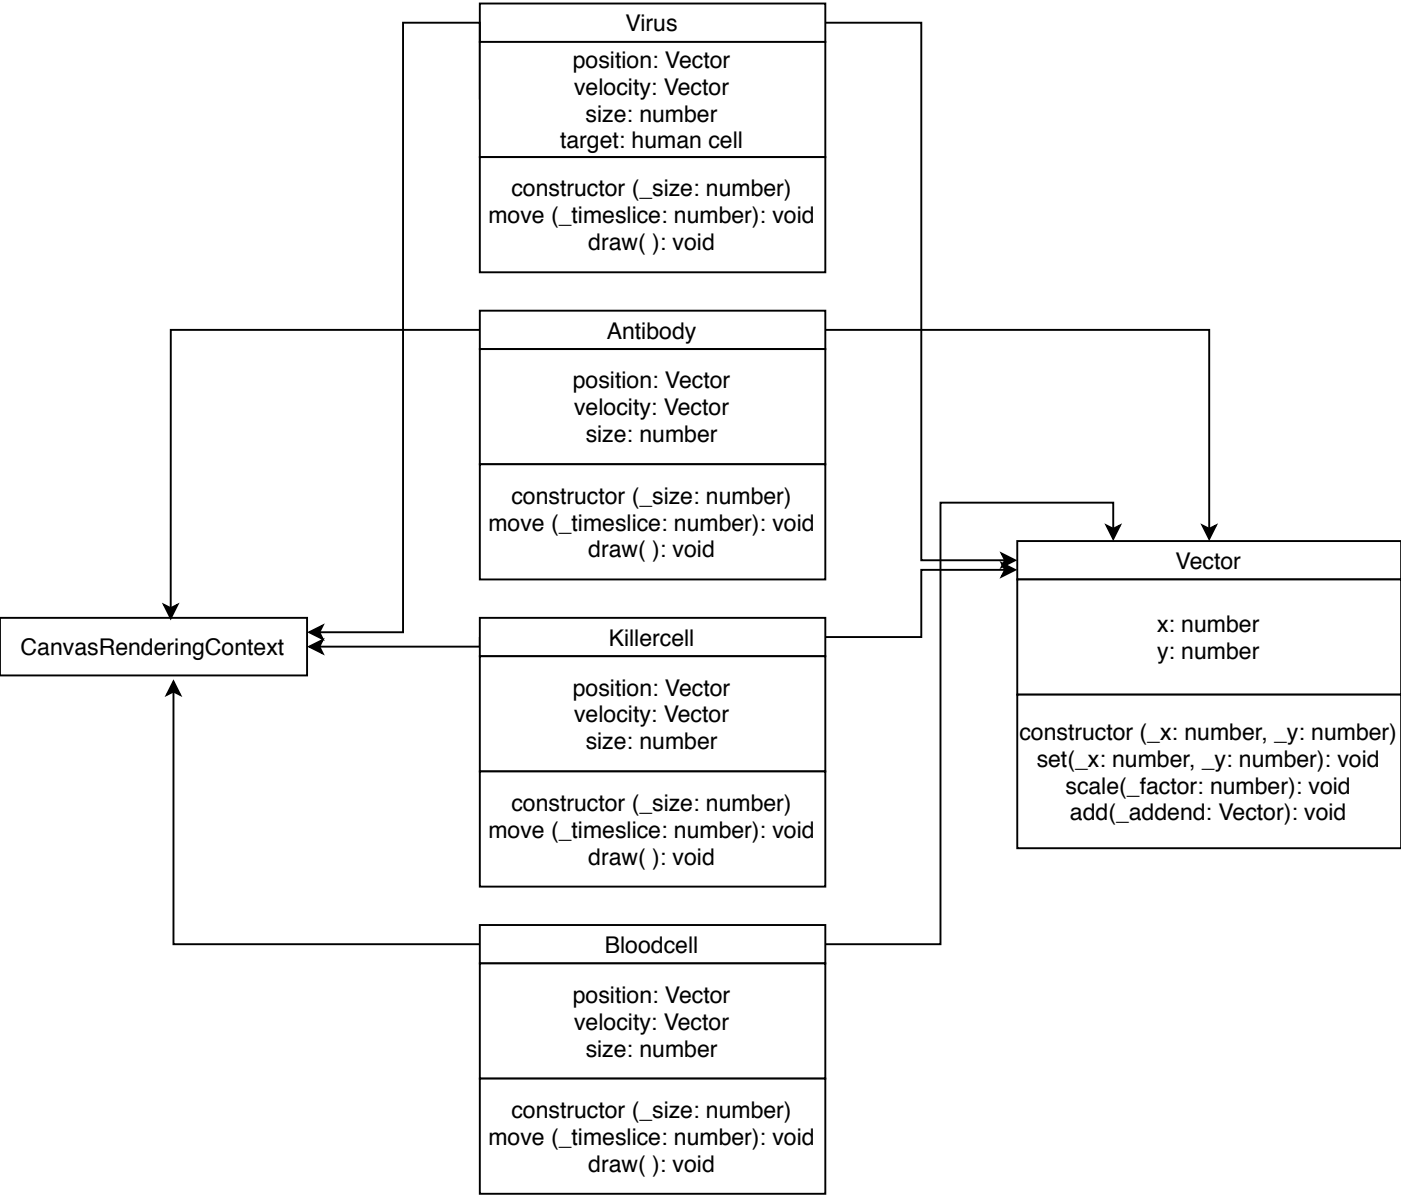 Virus
position: Vector
velocity: Vector
size: number
target: human cell
constructor (_size: number)
move (_timeslice: number): void
draw( ): void
Antibody
position: Vector
velocity: Vector
size: number
constructor (_size: number)
move (_timeslice: number): void
draw( ): void
CanvasRenderingContext
Killercell
position: Vector
velocity: Vector
size: number
constructor (_size: number)
move (_timeslice: number): void
draw( ): void
Vector
x: number
y: number
constructor (_x: number, _y: number)
set(_x: number, _y: number): void
scale(_factor: number): void
add(_addend: Vector): void
Bloodcell
position: Vector
velocity: Vector
size: number
constructor (_size: number)
move (_timeslice: number): void
draw( ): void